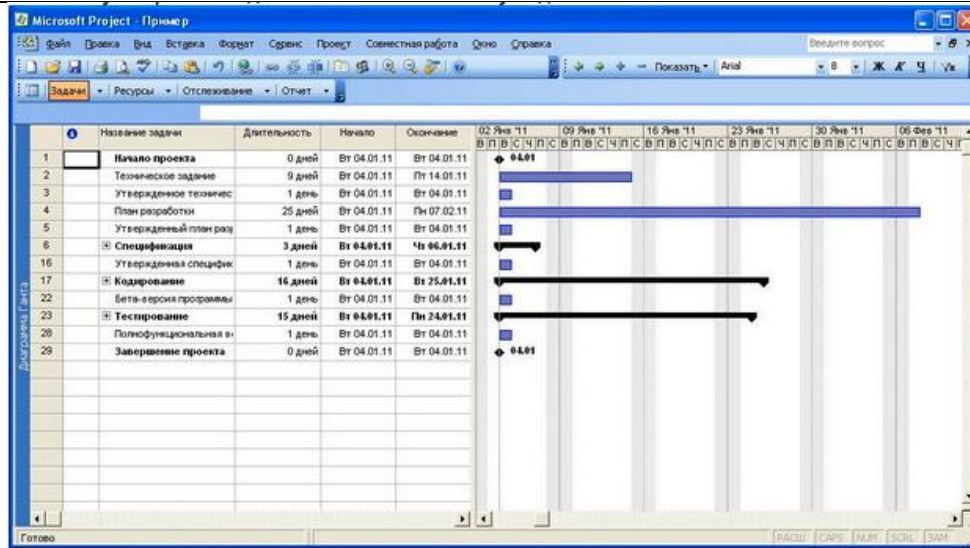 Microsoft Project - Пример
Файл Правка Вид Вставка Формат Сервис Проект Совместная работа Окно Справка Введите вопрос
Показать Arial 8 Ж К Ч
Задачи Ресурсы Отслеживание Отчет
Название задачи Длительность Начало Окончание 02 Янв '11 09 Янв '11 16 Янв '11 23 Янв '11 30 Янв '11 06 Фев '11
В П В С Ч П С В П В С Ч П С В П В С Ч П С В П В С Ч П С В П В С Ч П С В П В С Ч П
1 Начало проекта 0 дней Вт 04.01.11 Вт 04.01.11 04.01
2 Техническое задание 9 дней Вт 04.01.11 Пт 14.01.11
3 Утвержденное техничес 1 день Вт 04.01.11 Вт 04.01.11
4 План разработки 25 дней Вт 04.01.11 Пн 07.02.11
5 Утвержденный план разр 1 день Вт 04.01.11 Вт 04.01.11
6 Спецификация 3 дней Вт 04.01.11 Чт 06.01.11
16 Утвержденная специфик 1 день Вт 04.01.11 Вт 04.01.11
17 Кодирование 16 дней Вт 04.01.11 Вт 25.01.11
22 Бета-версия программы 1 день Вт 04.01.11 Вт 04.01.11
23 Тестирование 15 дней Вт 04.01.11 Пн 24.01.11
28 Полнофункциональная в 1 день Вт 04.01.11 Вт 04.01.11
29 Завершение проекта 0 дней Вт 04.01.11 Вт 04.01.11 04.01
Диаграмма Ганта
Готово РАСШ CAPS NUM SCRL ЗАМ